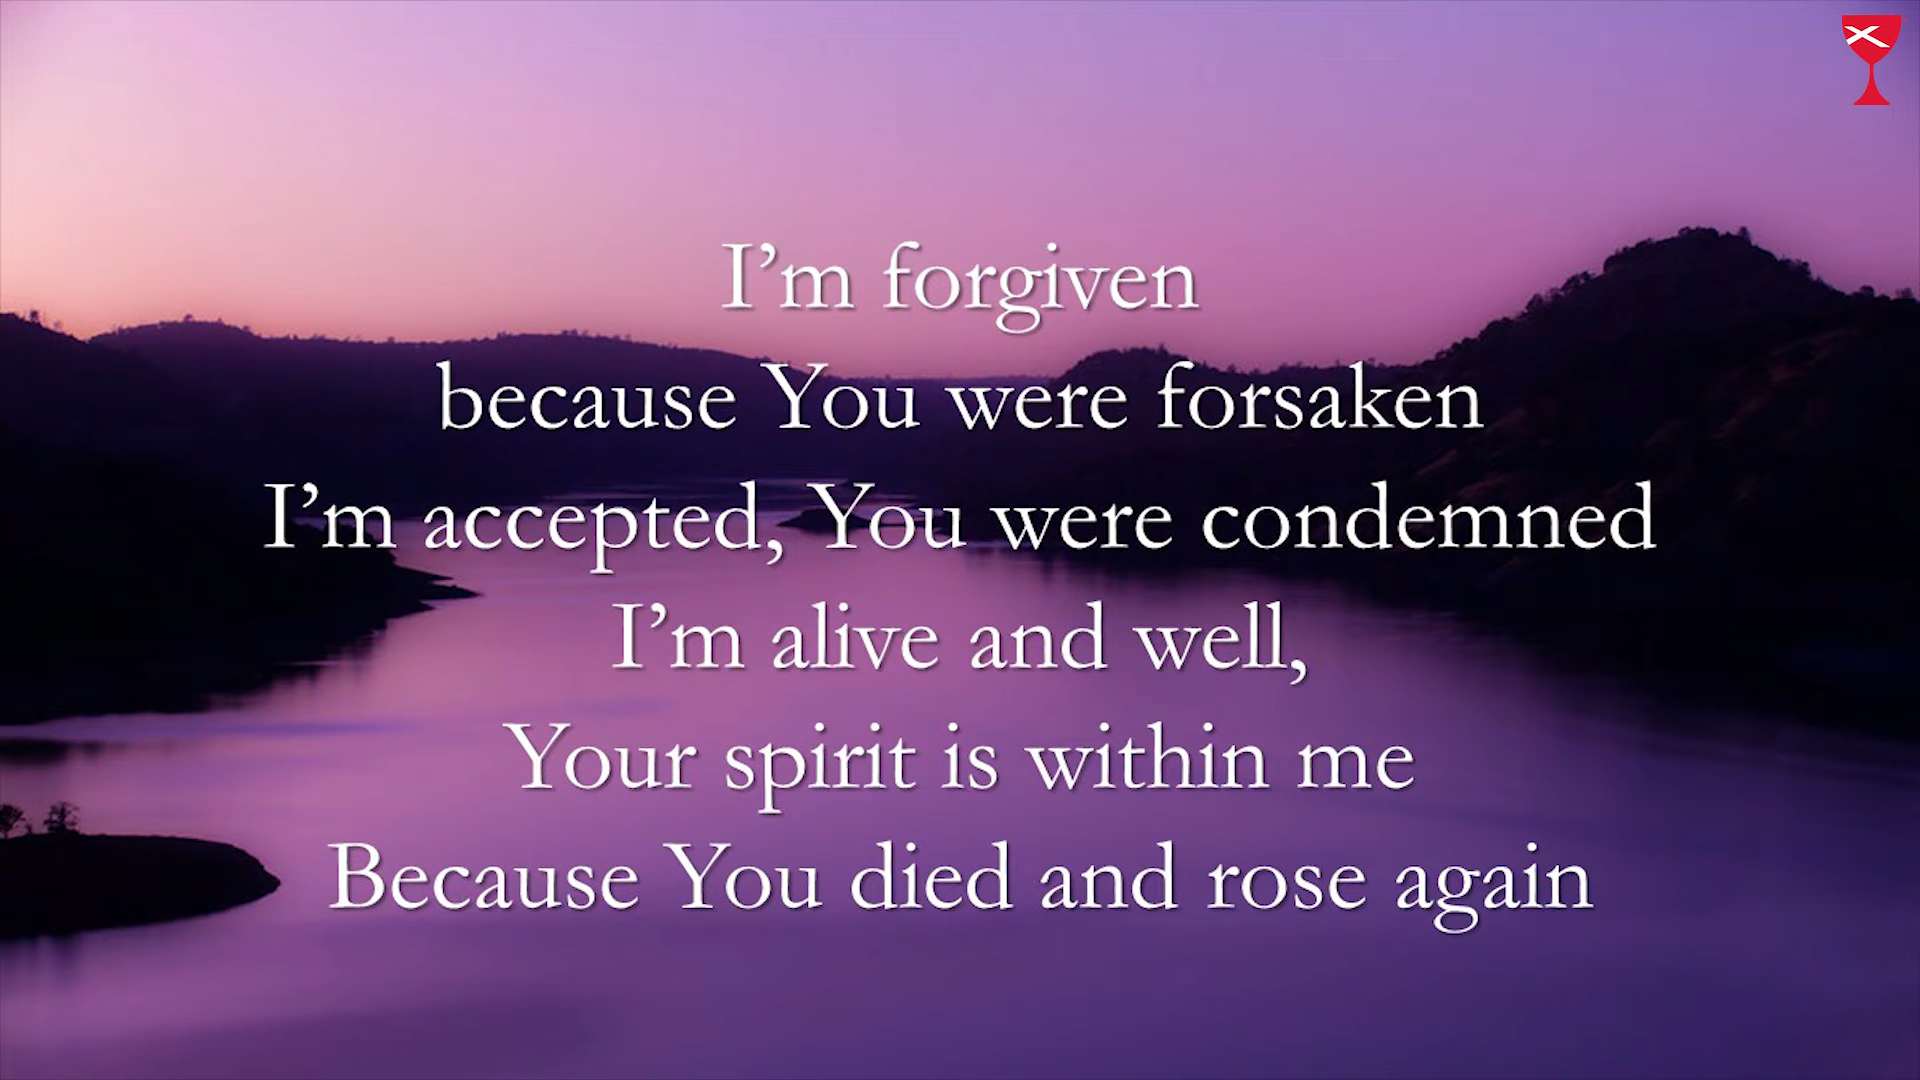 I’m forgiven
because You were forsaken
I’m accepted, You were condemned
I’m alive and well,
Your spirit is within me
Because You died and rose again